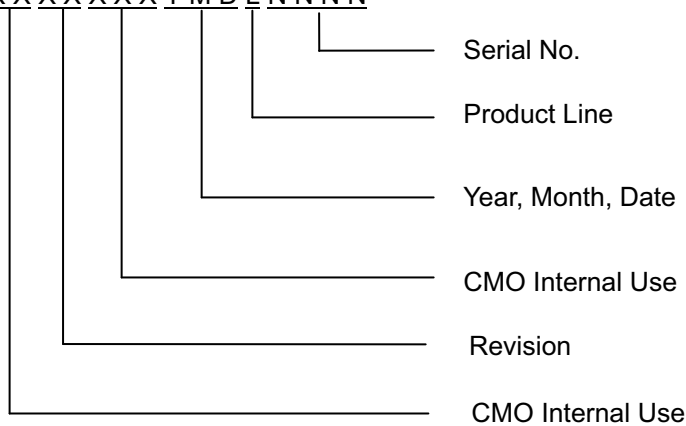 X X X X X X X Y M D L N N N N
Serial No.
Product Line
Year, Month, Date
CMO Internal Use
Revision
CMO Internal Use